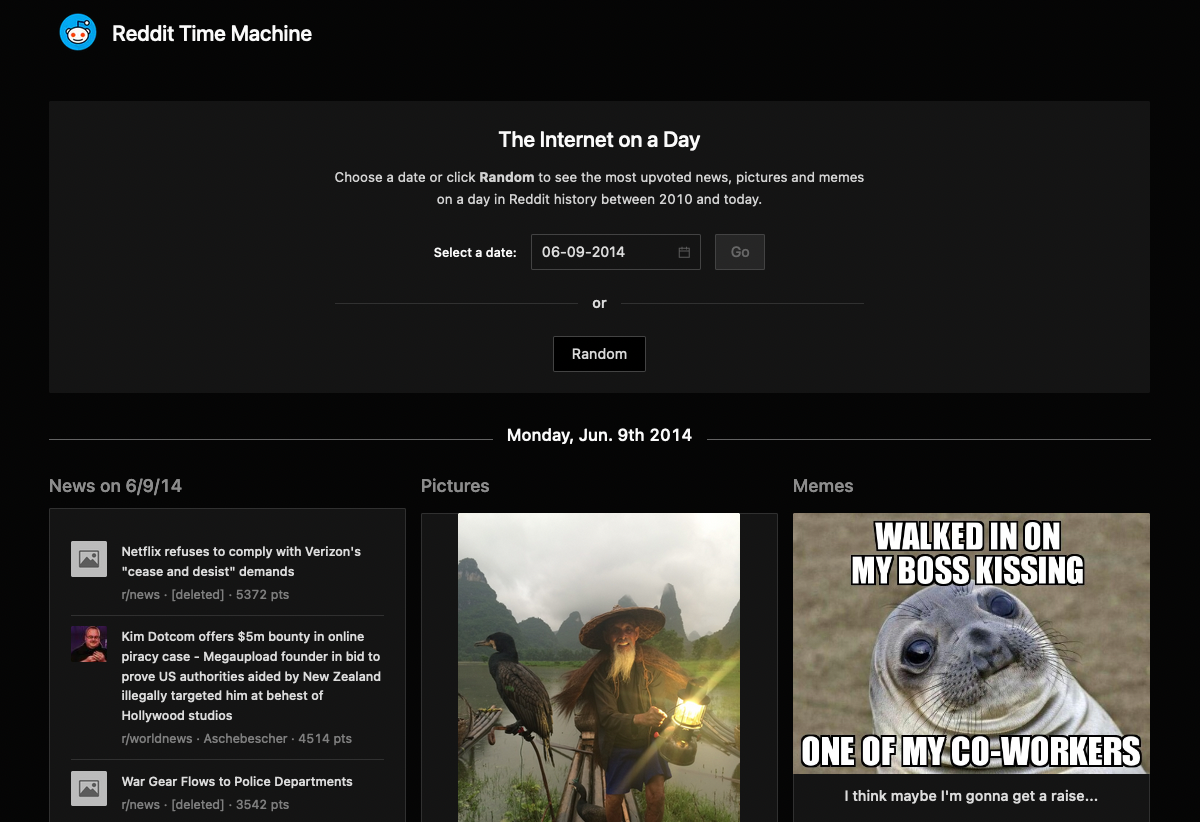 Reddit Time Machine
The Internet on a Day
Choose a date or click Random to see the most upvoted news, pictures and memes
on a day in Reddit history between 2010 and today.
Select a date:
06-09-2014
Go
or
Random
Monday, Jun. 9th 2014
News on 6/9/14
Netflix refuses to comply with Verizon's
"cease and desist" demands
r/news · [deleted] · 5372 pts
Kim Dotcom offers $5m bounty in online
piracy case - Megaupload founder in bid to
prove US authorities aided by New Zealand
illegally targeted him at behest of
Hollywood studios
r/worldnews · Aschebescher · 4514 pts
War Gear Flows to Police Departments
r/news · [deleted] · 3542 pts
Pictures
Memes
WALKED IN ON
MY BOSS KISSING
ONE OF MY CO-WORKERS
I think maybe I'm gonna get a raise...